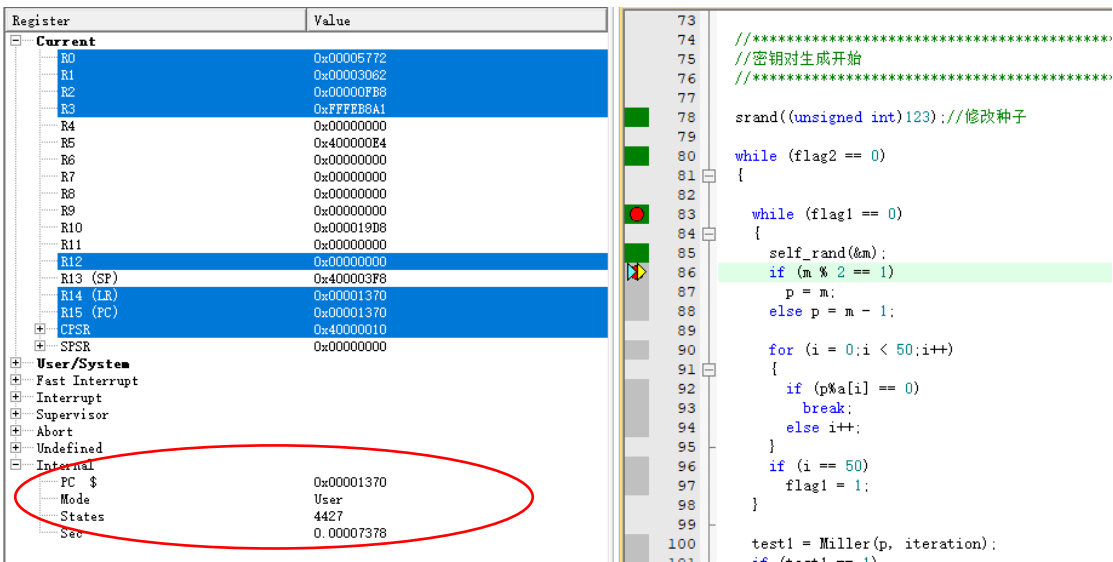 Register Value
Current
R0 0x00005772
R1 0x00003062
R2 0x00000FB8
R3 0xFFFEB8A1
R4 0x00000000
R5 0x400000E4
R6 0x00000000
R7 0x00000000
R8 0x00000000
R9 0x00000000
R10 0x000019D8
R11 0x00000000
R12 0x00000000
R13 (SP) 0x400003F8
R14 (LR) 0x00001370
R15 (PC) 0x00001370
CPSR 0x40000010
SPSR 0x00000000
User/System
Fast Interrupt
Interrupt
Supervisor
Abort
Undefined
Internal
PC $ 0x00001370
Mode User
States 4427
Sec 0.00007378
73
74 //*******************************************
75 //密钥对生成开始
76 //*******************************************
77
78 srand((unsigned int)123);//修改种子
79
80 while (flag2 == 0)
81 {
82
83 while (flag1 == 0)
84 {
85 self_rand(&m);
86 if (m % 2 == 1)
87 p = m;
88 else p = m - 1;
89
90 for (i = 0;i < 50;i++)
91 {
92 if (p%a[i] == 0)
93 break;
94 else i++;
95 }
96 if (i == 50)
97 flag1 = 1;
98 }
99
100 test1 = Miller(p, iteration);